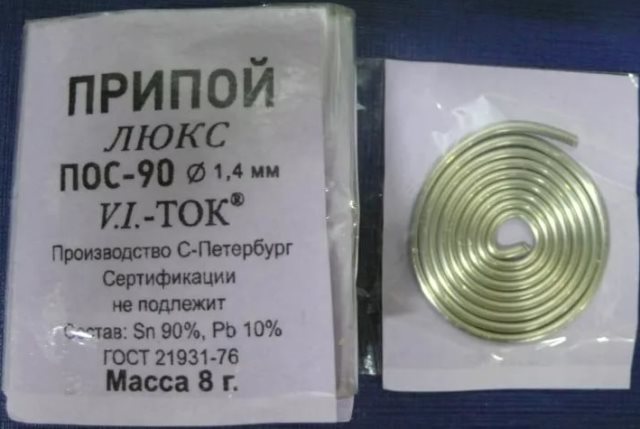 ПРИПОЙ
ЛЮКС
ПОС-90 Ø 1,4 мм
V.I.-ТОК®
Производство С-Петербург
Сертификации
не подлежит
Состав: Sn 90%, Pb 10%
ГОСТ 21931-76
Масса 8 г.